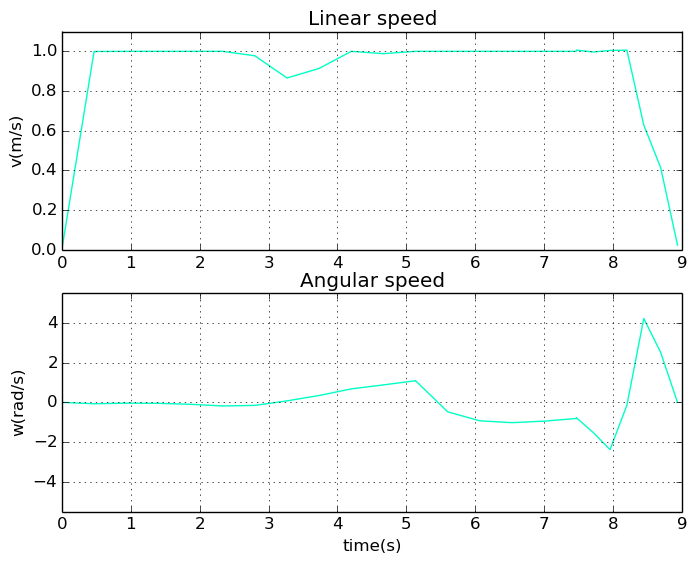 Linear speed
v(m/s)
1.0
0.8
0.6
0.4
0.2
0.0
0 1 2 3 4 5 6 7 8 9
Angular speed
w(rad/s)
4
2
0
−2
−4
0 1 2 3 4 5 6 7 8 9
time(s)